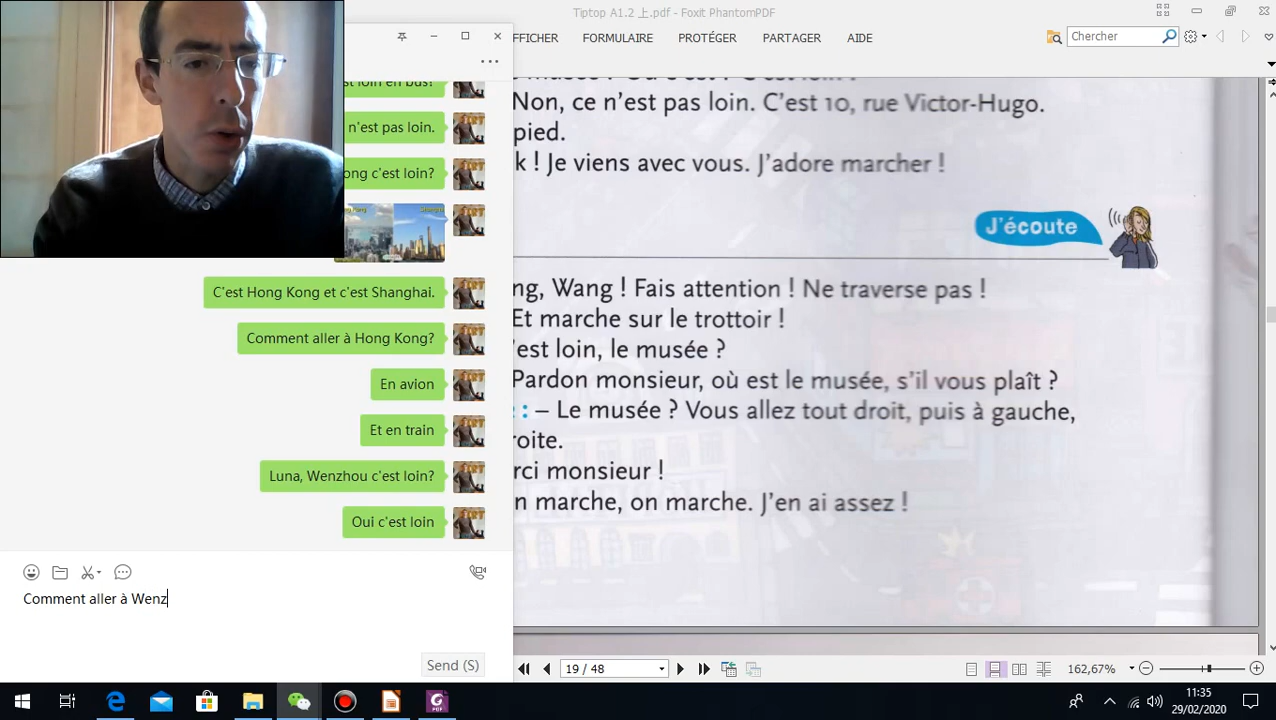 Tiptop A1.2 上.pdf - Foxit PhantomPDF
FORMULAIRE PROTÉGER PARTAGER AIDE
Chercher
n'est pas loin.
c'est loin?
C'est Hong Kong et c'est Shanghai.
Comment aller à Hong Kong?
En avion
Et en train
Luna, Wenzhou c'est loin?
Oui c'est loin
Comment aller à Wenz
Send (S)
Non, ce n'est pas loin. C'est 10, rue Victor-Hugo.
pied.
k ! Je viens avec vous. J'adore marcher !
J'écoute
ng, Wang ! Fais attention ! Ne traverse pas !
Et marche sur le trottoir !
'est loin, le musée ?
Pardon monsieur, où est le musée, s'il vous plaît ?
: – Le musée ? Vous allez tout droit, puis à gauche,
roite.
rci monsieur !
n marche, on marche. J'en ai assez !
19 / 48
162,67%
11:35
29/02/2020